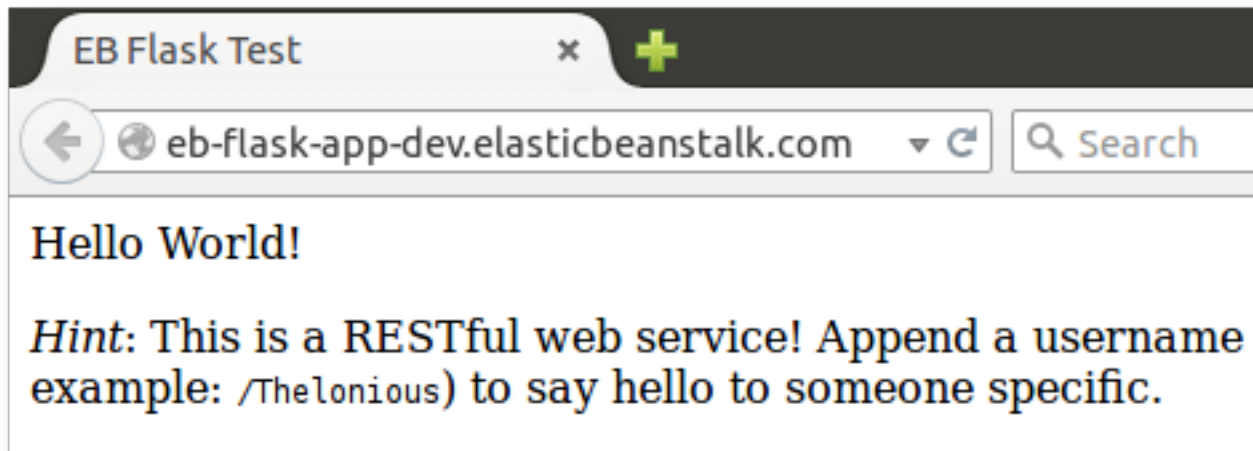 EB Flask Test
eb-flask-app-dev.elasticbeanstalk.com
Search
Hello World!
Hint: This is a RESTful web service! Append a username
example: /Thelonious) to say hello to someone specific.